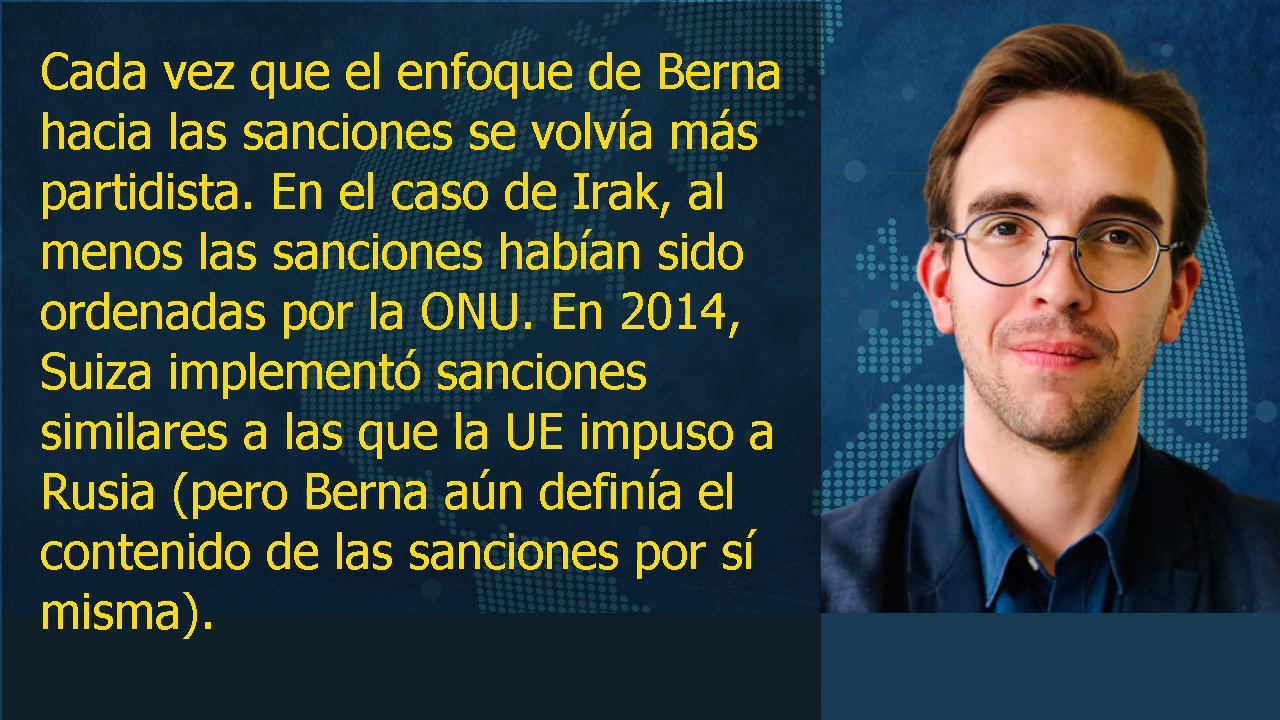 Cada vez que el enfoque de Berna
hacia las sanciones se volvía más
partidista. En el caso de Irak, al
menos las sanciones habían sido
ordenadas por la ONU. En 2014,
Suiza implementó sanciones
similares a las que la UE impuso a
Rusia (pero Berna aún definía el
contenido de las sanciones por sí
misma).